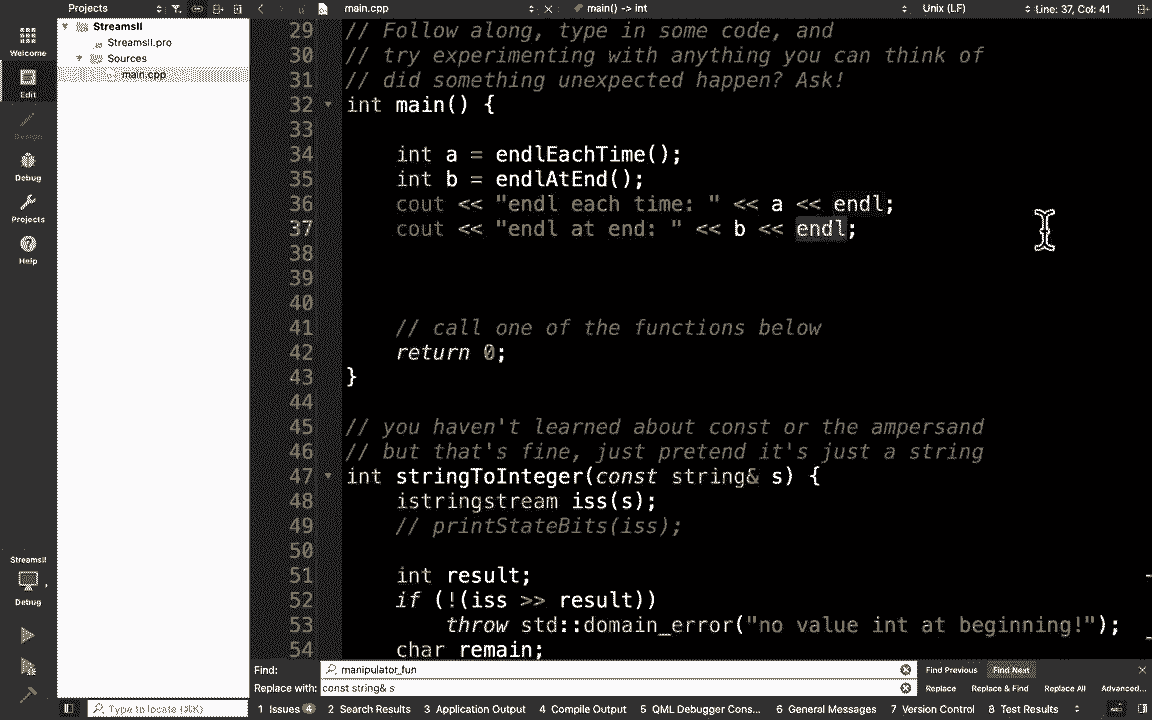 Projects
main.cpp
main() -> int
Unix (LF)
Line: 37, Col: 41
Welcome
Edit
Design
Debug
Projects
Help
StreamsII
Debug
StreamsII
StreamsII.pro
Sources
main.cpp
29 // Follow along, type in some code, and
30 // try experimenting with anything you can think of
31 // did something unexpected happen? Ask!
32 int main() {
33
34 int a = endlEachTime();
35 int b = endlAtEnd();
36 cout << "endl each time: " << a << endl;
37 cout << "endl at end: " << b << endl;
38
39
40
41 // call one of the functions below
42 return 0;
43 }
44
45 // you haven't learned about const or the ampersand
46 // but that's fine, just pretend it's just a string
47 int stringToInteger(const string& s) {
48 istringstream iss(s);
49 // printStateBits(iss);
50
51 int result;
52 if (!(iss >> result))
53 throw std::domain_error("no value int at beginning!");
54 char remain;
Find: manipulator_fun Find Previous Find Next
Replace with: const string& s Replace Replace & Find Replace All Advanced...
Type to locate (⌘K)
1 Issues 4 2 Search Results 3 Application Output 4 Compile Output 5 QML Debugger Cons... 6 General Messages 7 Version Control 8 Test Results